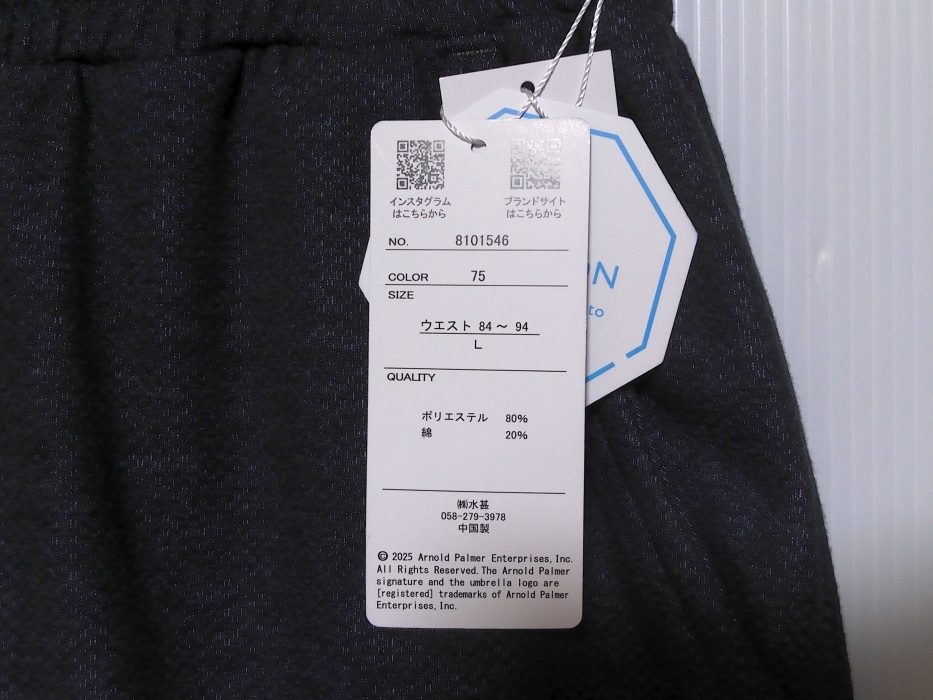 インスタグラム
はこちらから
ブランドサイト
はこちらから
NO. 8101546
COLOR 75
SIZE
ウエスト 84 ～ 94
L
QUALITY
ポリエステル 80%
綿 20%
㈱水甚
058-279-3978
中国製
© 2025 Arnold Palmer Enterprises, Inc.
All Rights Reserved. The Arnold Palmer
signature and the umbrella logo are
[registered] trademarks of Arnold Palmer
Enterprises, Inc.